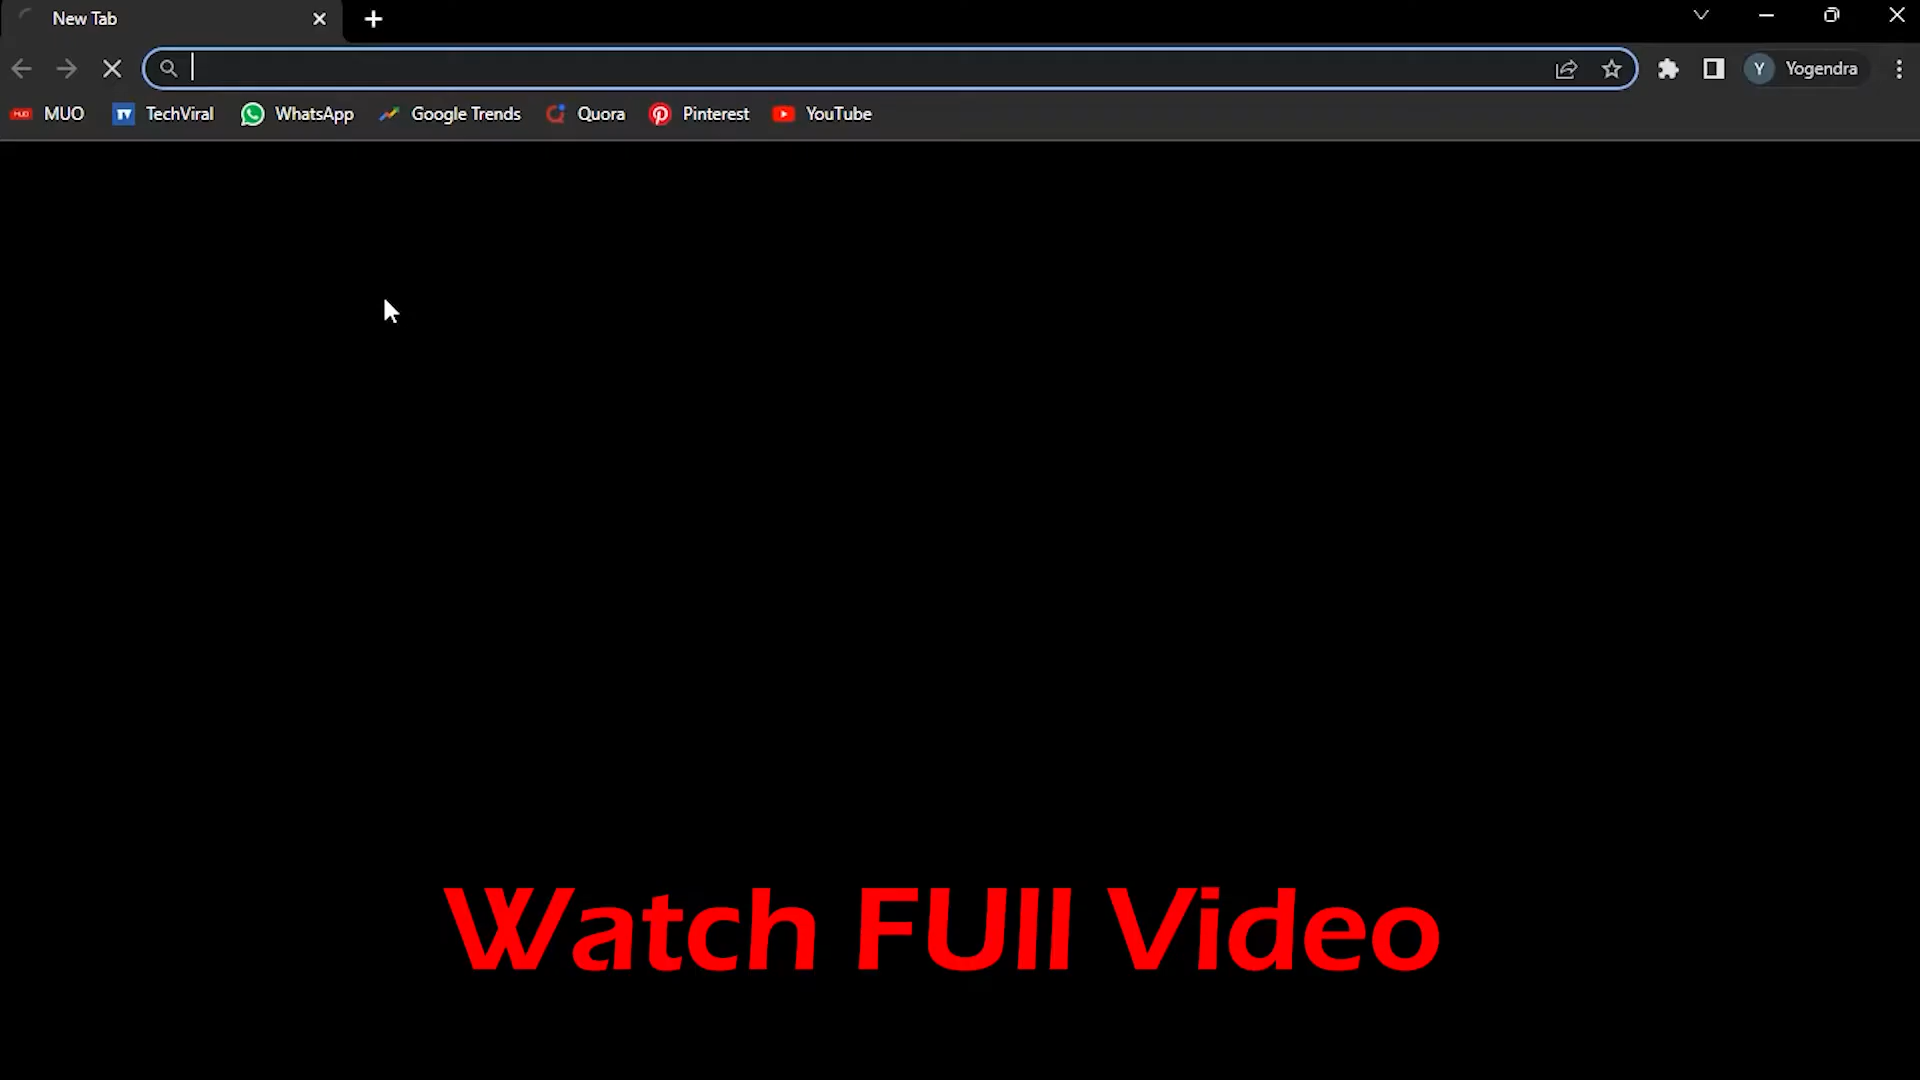 New Tab
Y Yogendra
MUO TechViral WhatsApp Google Trends Quora Pinterest YouTube
Watch FUll Video